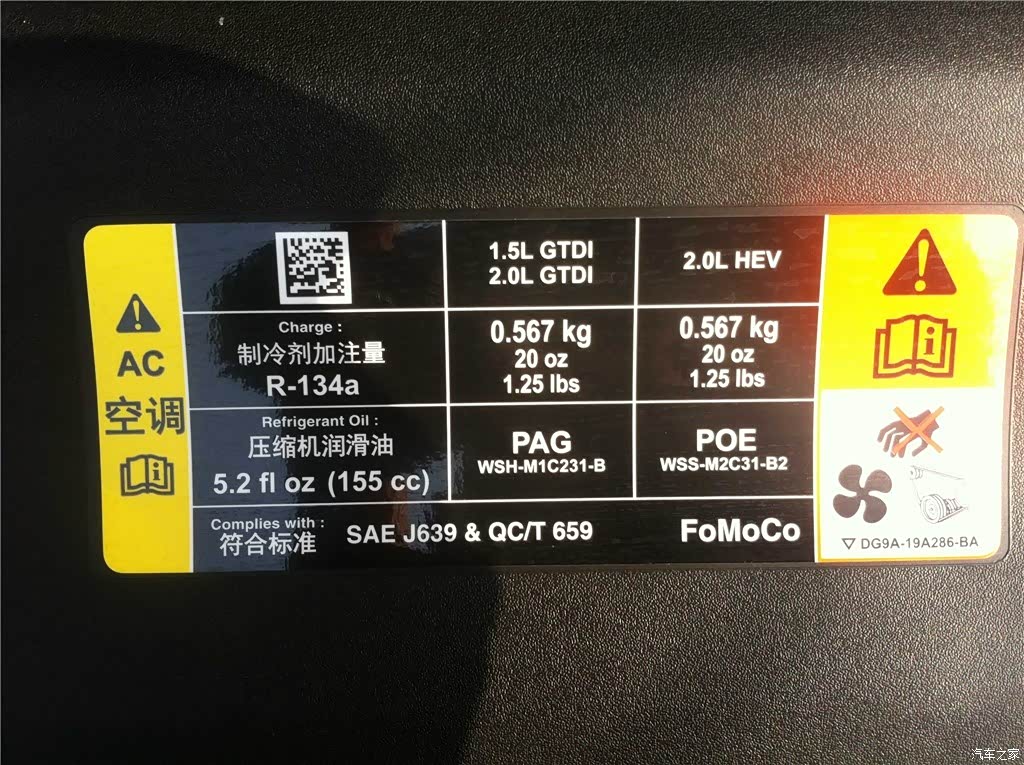 AC
空调
1.5L GTDI
2.0L GTDI
2.0L HEV
Charge :
制冷剂加注量
R-134a
0.567 kg
20 oz
1.25 lbs
0.567 kg
20 oz
1.25 lbs
Refrigerant Oil :
压缩机润滑油
5.2 fl oz (155 cc)
PAG
WSH-M1C231-B
POE
WSS-M2C31-B2
Complies with :
符合标准
SAE J639 & QC/T 659
FoMoCo
DG9A-19A286-BA
汽车之家